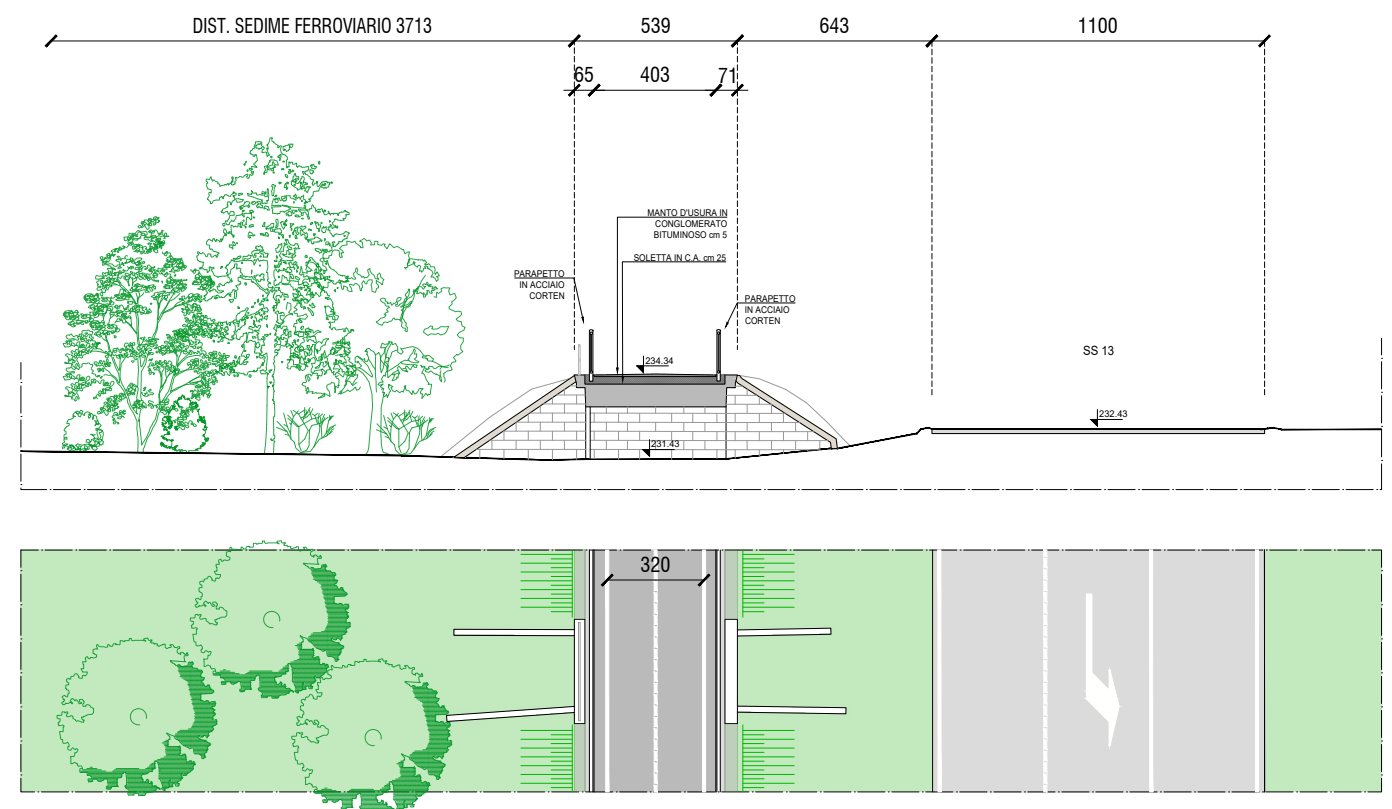 DIST. SEDIME FERROVIARIO 3713
539
643
1100
65
403
71
MANTO D'USURA IN
CONGLOMERATO
BITUMINOSO cm 5
SOLETTA IN C.A. cm 25
PARAPETTO
IN ACCIAIO
CORTEN
PARAPETTO
IN ACCIAIO
CORTEN
SS 13
234.34
232.43
231.43
320